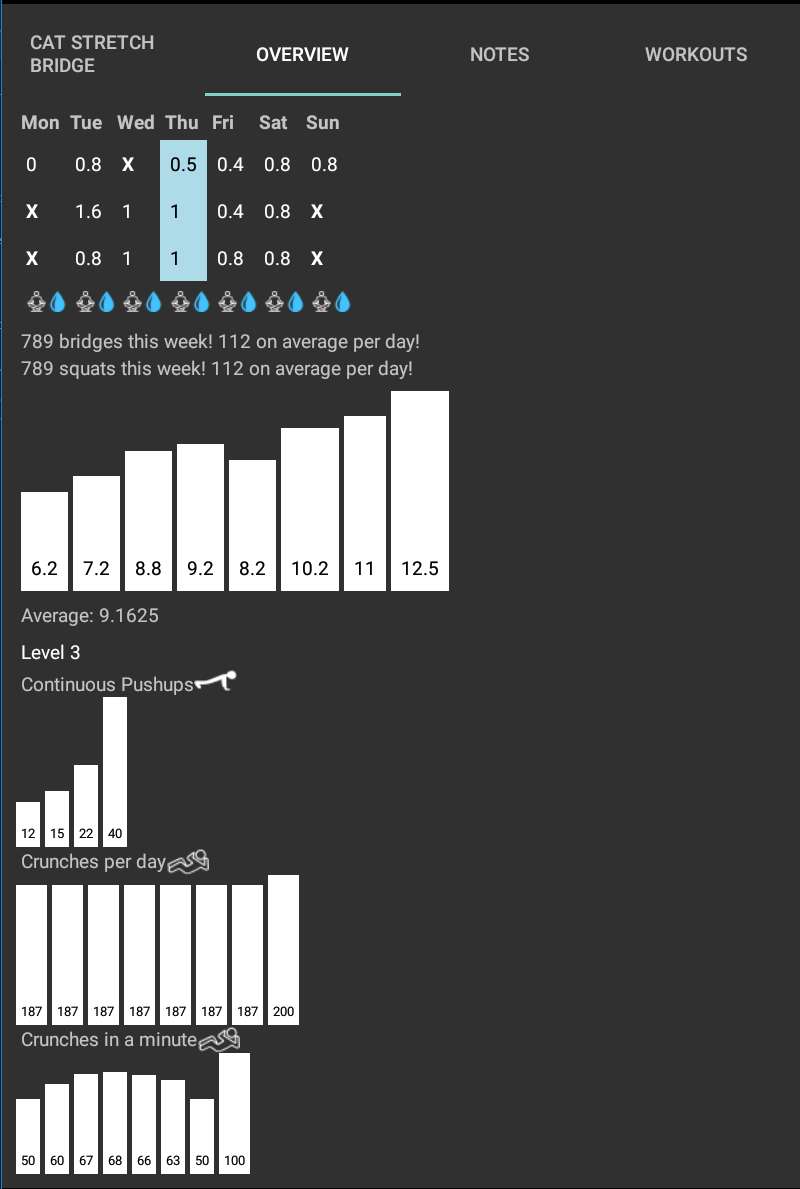 CAT STRETCH
BRIDGE
OVERVIEW
NOTES
WORKOUTS
Mon Tue Wed Thu Fri Sat Sun
0 0.8 X 0.5 0.4 0.8 0.8
X 1.6 1 1 0.4 0.8 X
X 0.8 1 1 0.8 0.8 X
789 bridges this week! 112 on average per day!
789 squats this week! 112 on average per day!
6.2 7.2 8.8 9.2 8.2 10.2 11 12.5
Average: 9.1625
Level 3
Continuous Pushups
12 15 22 40
Crunches per day
187 187 187 187 187 187 187 200
Crunches in a minute
50 60 67 68 66 63 50 100